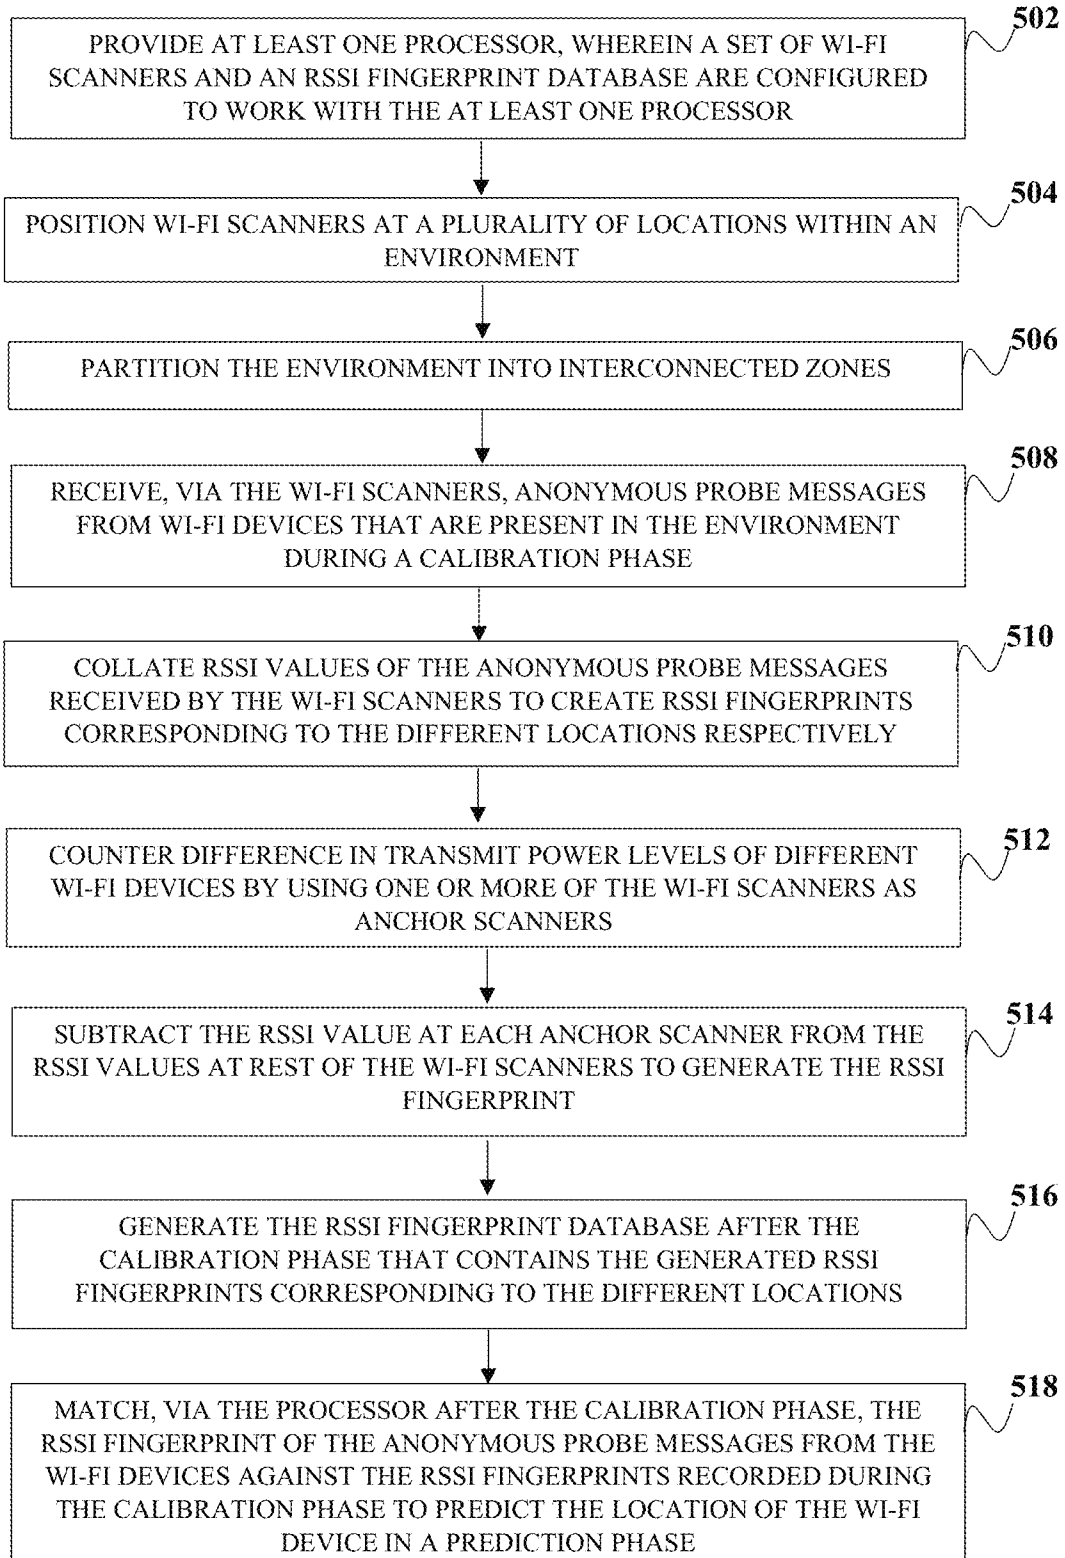 502
PROVIDE AT LEAST ONE PROCESSOR, WHEREIN A SET OF WI-FI
SCANNERS AND AN RSSI FINGERPRINT DATABASE ARE CONFIGURED
TO WORK WITH THE AT LEAST ONE PROCESSOR
504
POSITION WI-FI SCANNERS AT A PLURALITY OF LOCATIONS WITHIN AN
ENVIRONMENT
506
PARTITION THE ENVIRONMENT INTO INTERCONNECTED ZONES
508
RECEIVE, VIA THE WI-FI SCANNERS, ANONYMOUS PROBE MESSAGES
FROM WI-FI DEVICES THAT ARE PRESENT IN THE ENVIRONMENT
DURING A CALIBRATION PHASE
510
COLLATE RSSI VALUES OF THE ANONYMOUS PROBE MESSAGES
RECEIVED BY THE WI-FI SCANNERS TO CREATE RSSI FINGERPRINTS
CORRESPONDING TO THE DIFFERENT LOCATIONS RESPECTIVELY
512
COUNTER DIFFERENCE IN TRANSMIT POWER LEVELS OF DIFFERENT
WI-FI DEVICES BY USING ONE OR MORE OF THE WI-FI SCANNERS AS
ANCHOR SCANNERS
514
SUBTRACT THE RSSI VALUE AT EACH ANCHOR SCANNER FROM THE
RSSI VALUES AT REST OF THE WI-FI SCANNERS TO GENERATE THE RSSI
FINGERPRINT
516
GENERATE THE RSSI FINGERPRINT DATABASE AFTER THE
CALIBRATION PHASE THAT CONTAINS THE GENERATED RSSI
FINGERPRINTS CORRESPONDING TO THE DIFFERENT LOCATIONS
518
MATCH, VIA THE PROCESSOR AFTER THE CALIBRATION PHASE, THE
RSSI FINGERPRINT OF THE ANONYMOUS PROBE MESSAGES FROM THE
WI-FI DEVICES AGAINST THE RSSI FINGERPRINTS RECORDED DURING
THE CALIBRATION PHASE TO PREDICT THE LOCATION OF THE WI-FI
DEVICE IN A PREDICTION PHASE